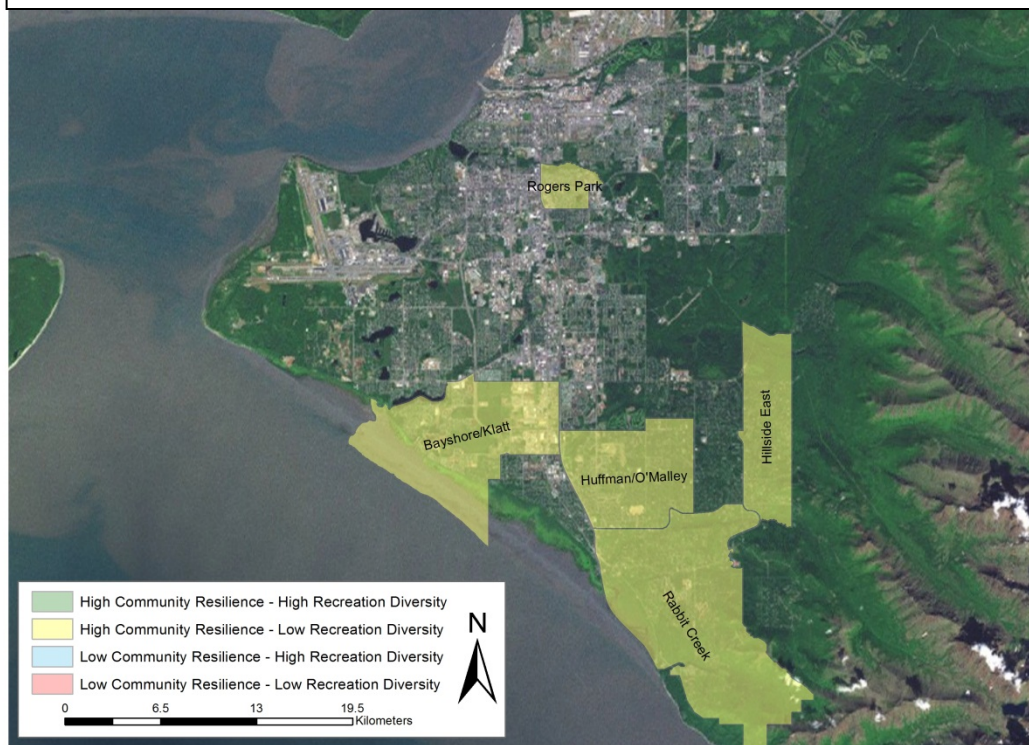 Rogers Park
Hillside East
Bayshore/Klatt
Huffman/O'Malley
Rabbit Creek
High Community Resilience - High Recreation Diversity
High Community Resilience - Low Recreation Diversity
Low Community Resilience - High Recreation Diversity
Low Community Resilience - Low Recreation Diversity
N
0 6.5 13 19.5
Kilometers